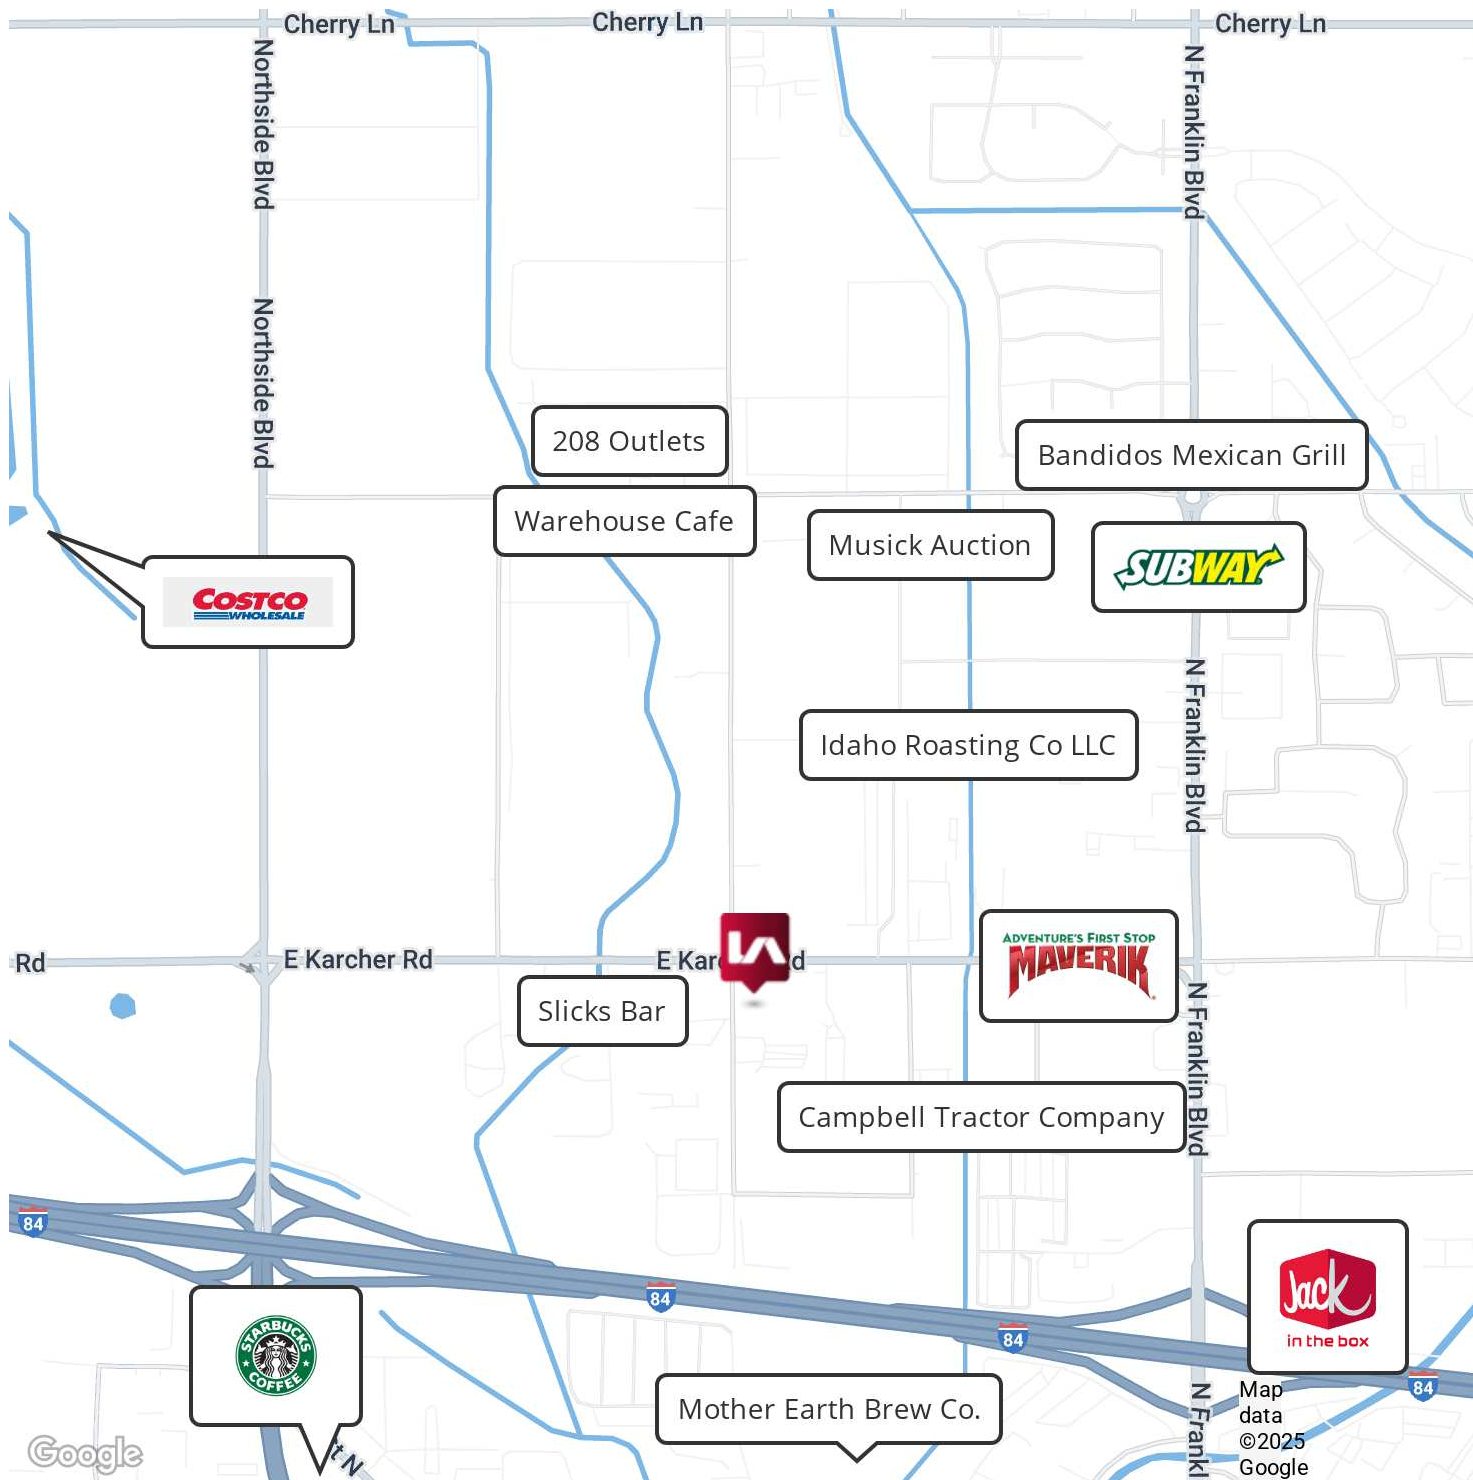 Cherry Ln
Cherry Ln
Cherry Ln
Northside Blvd
N Franklin Blvd
Northside Blvd
208 Outlets
Bandidos Mexican Grill
Warehouse Cafe
Musick Auction
SUBWAY
COSTCO
WHOLESALE
N Franklin Blvd
Idaho Roasting Co LLC
ADVENTURE'S FIRST STOP
MAVERIK
Rd
E Karcher Rd
E Kar
d
LA
Slicks Bar
N Franklin Blvd
Campbell Tractor Company
84
84
84
84
STARBUCKS
COFFEE
Jack
in the box
Mother Earth Brew Co.
N Frankl
t N
Map
data
©2025
Google
Google